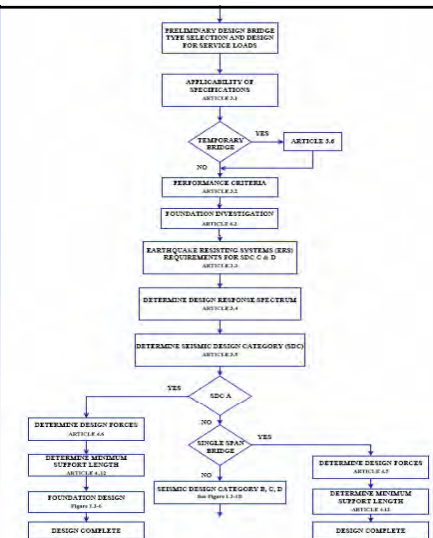 PRELIMINARY DESIGN BRIDGE
TYPE SELECTION AND DESIGN
FOR SERVICE LOADS
APPLICABILITY OF
SPECIFICATIONS
ARTICLE 3.1
TEMPORARY
BRIDGE
YES
ARTICLE 3.6
NO
PERFORMANCE CRITERIA
ARTICLE 3.2
FOUNDATION INVESTIGATION
ARTICLE 6.2
EARTHQUAKE RESISTING SYSTEMS (ERS)
REQUIREMENTS FOR SDC C & D
ARTICLE 3.3
DETERMINE DESIGN RESPONSE SPECTRUM
ARTICLE 3.4
DETERMINE SEISMIC DESIGN CATEGORY (SDC)
ARTICLE 3.5
YES
SDC A
NO
DETERMINE DESIGN FORCES
ARTICLE 4.6
DETERMINE MINIMUM
SUPPORT LENGTH
ARTICLE 4.12
FOUNDATION DESIGN
DESIGN COMPLETE
SINGLE SPAN
BRIDGE
YES
NO
SEISMIC DESIGN CATEGORY B, C, D
See Figure 1.3-1B
DETERMINE DESIGN FORCES
ARTICLE 4.5
DETERMINE MINIMUM
SUPPORT LENGTH
ARTICLE 4.12
DESIGN COMPLETE